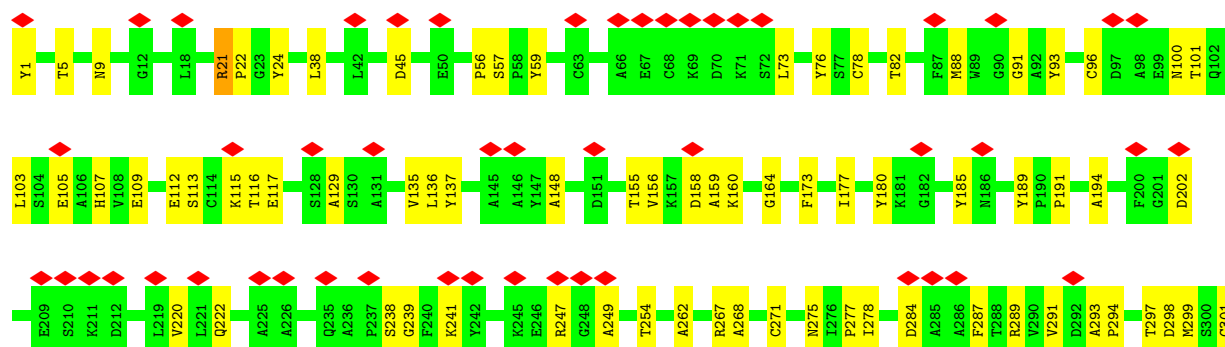 Y1 T5 N9 G12 L18 R21 P22 G23 Y24 L38 L42 D45 E50 P56 S57 P58 Y59 C63 A66 E67 C68 K69 D70 K71 S72 L73 Y76 S77 C78 T82 F87 M88 W89 G90 G91 A92 Y93 C96 D97 A98 E99 N100 T101 Q102
L103 S104 E105 A106 H107 V108 E109 E112 S113 C114 K115 T116 E117 S128 A129 S130 A131 V135 L136 Y137 A145 A146 Y147 A148 D151 T155 V156 K157 D158 A159 K160 G164 F173 I177 Y180 K181 G182 Y185 N186 Y189 P190 P191 A194 F200 G201 D202
E209 S210 K211 D212 L219 V220 L221 Q222 A225 A226 Q235 A236 P237 S238 G239 F240 K241 Y242 K245 E246 R247 G248 A249 T254 A262 R267 A268 C271 N275 I276 P277 I278 D284 A285 A286 F287 T288 R289 V290 V291 D292 A293 P294 T297 D298 M299 S300 G301